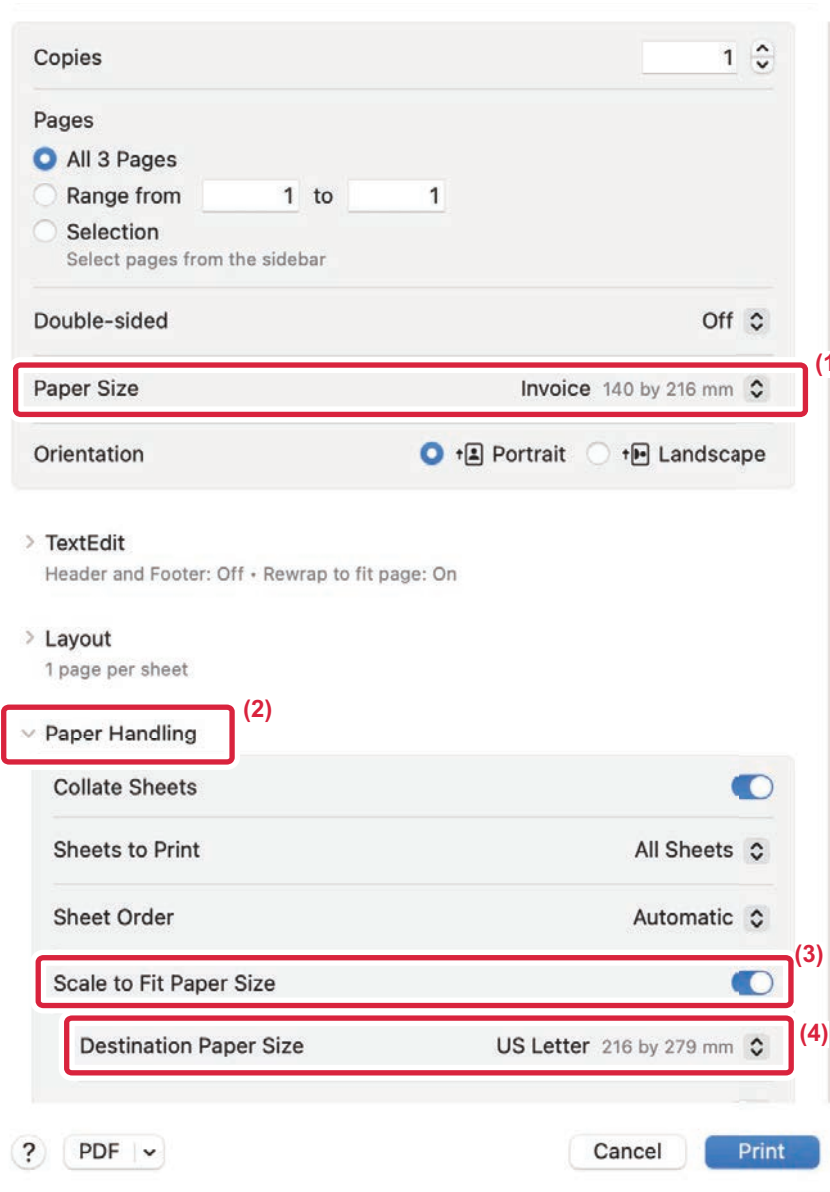 Copies 1
Pages
All 3 Pages
Range from 1 to 1
Selection
Select pages from the sidebar
Double-sided Off
(1
Paper Size Invoice 140 by 216 mm
Orientation Portrait Landscape
TextEdit
Header and Footer: Off • Rewrap to fit page: On
Layout
1 page per sheet
(2)
Paper Handling
Collate Sheets
Sheets to Print All Sheets
Sheet Order Automatic
(3)
Scale to Fit Paper Size
(4)
Destination Paper Size US Letter 216 by 279 mm
? PDF Cancel Print